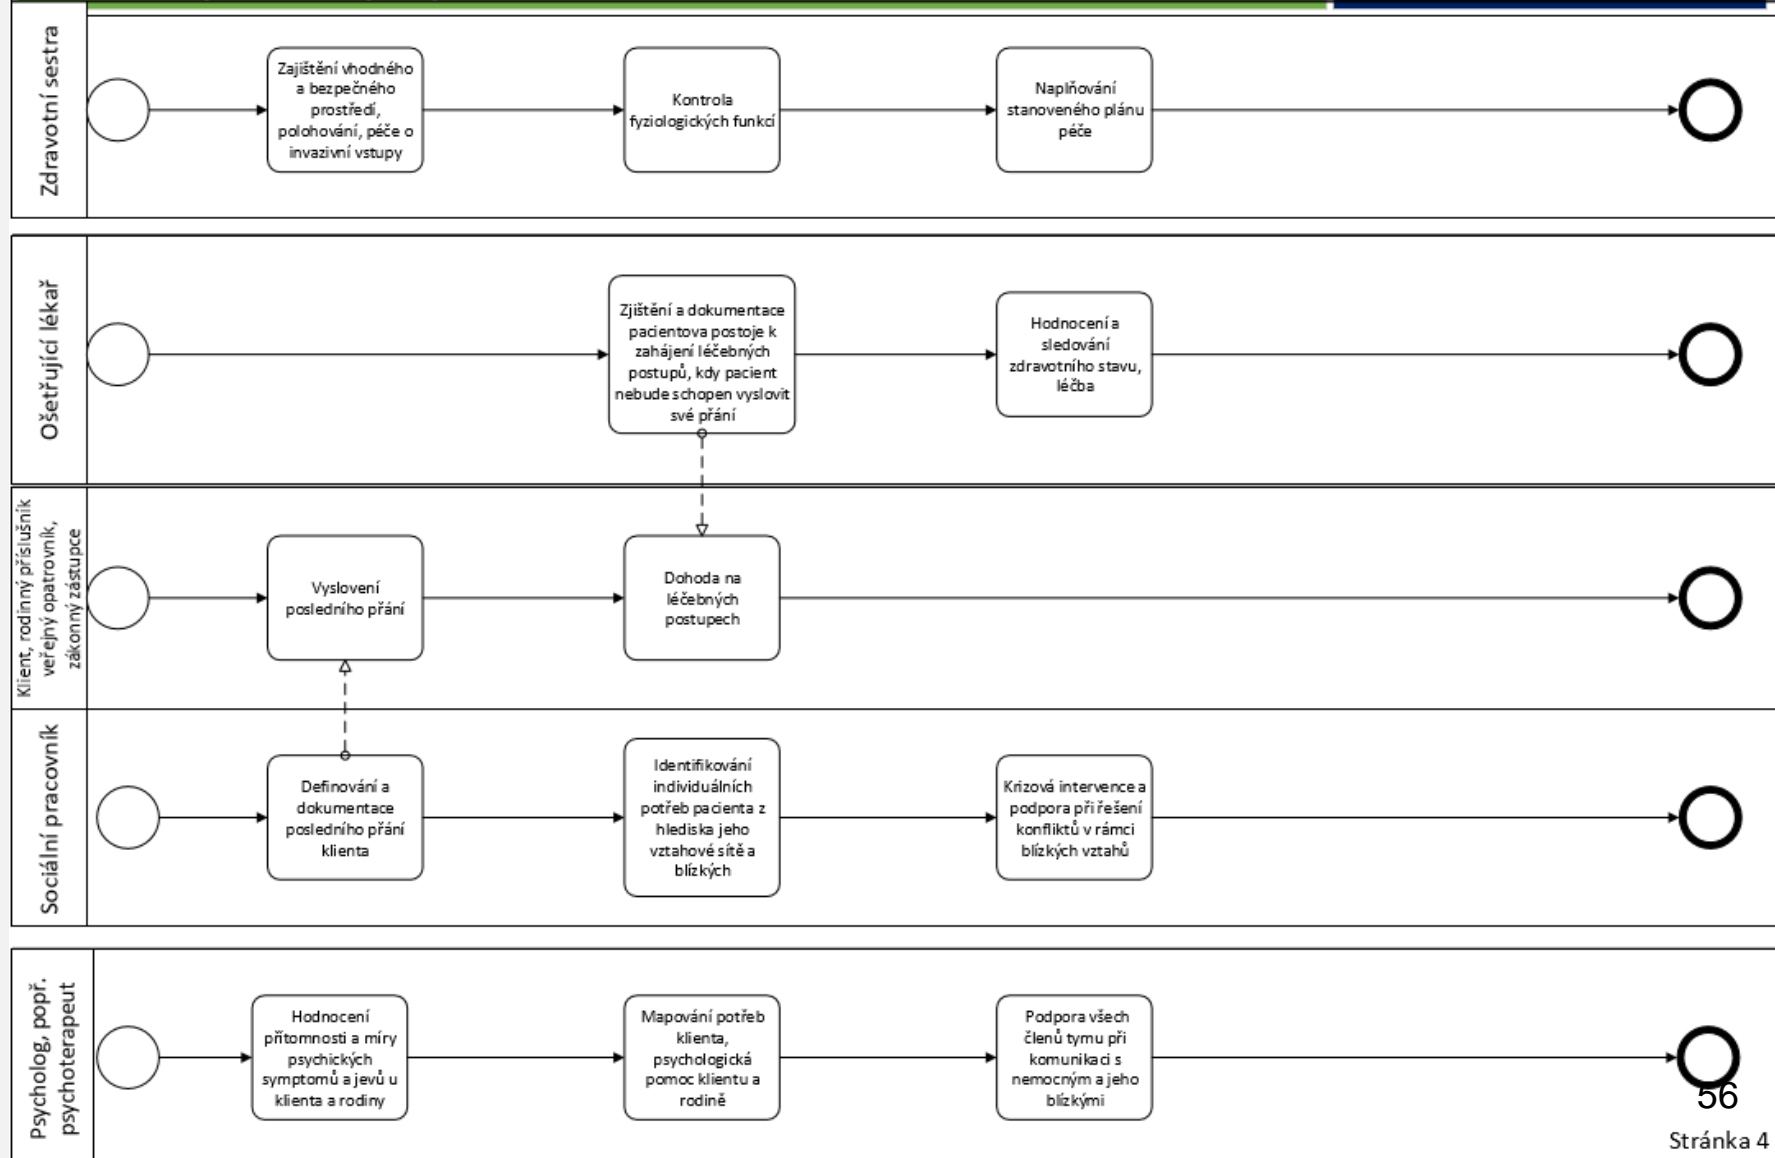 Zdravotní sestra
Zajištění vhodného
a bezpečného
prostředí,
polohování, péče o
invazivní vstupy
Kontrola
fyziologických funkcí
Naplňování
stanoveného plánu
péče
Ošetřující lékař
Zjištění a dokumentace
pacientova postoje k
zahájení léčebných
postupů, kdy pacient
nebude schopen vyslovit
své přání
Hodnocení a
sledování
zdravotního stavu,
léčba
Klient, rodinný příslušník
veřejný opatrovník,
zákonný zástupce
Vyslovení
posledního přání
Dohoda na
léčebných
postupech
Sociální pracovník
Definování a
dokumentace
posledního přání
klienta
Identifikování
individuálních
potřeb pacienta z
hlediska jeho
vztahové sítě a
blízkých
Krizová intervence a
podpora při řešení
konfliktů v rámci
blízkých vztahů
Psycholog, popř.
psychoterapeut
Hodnocení
přítomnosti a míry
psychických
symptomů a jevů u
klienta a rodiny
Mapování potřeb
klienta,
psychologická
pomoc klientu a
rodině
Podpora všech
členů tymu při
komunikaci s
nemocným a jeho
blízkými
56
Stránka 4